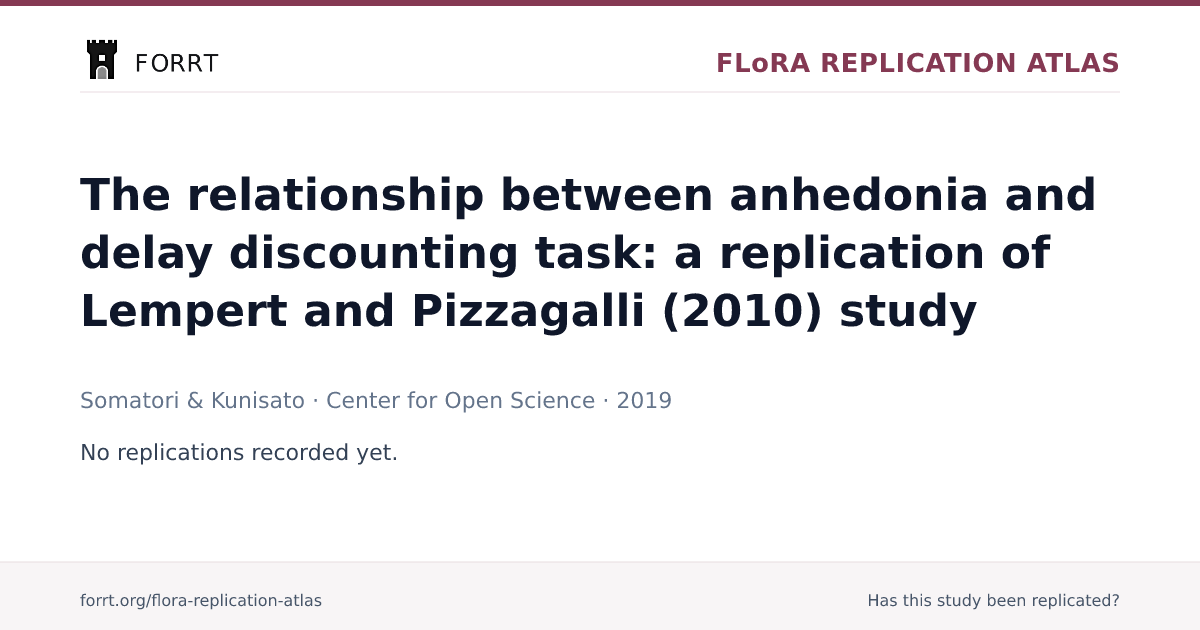 FORRT
FLoRA REPLICATION ATLAS
The relationship between anhedonia and
delay discounting task: a replication of
Lempert and Pizzagalli (2010) study
Somatori & Kunisato · Center for Open Science · 2019
No replications recorded yet.
forrt.org/flora-replication-atlas
Has this study been replicated?